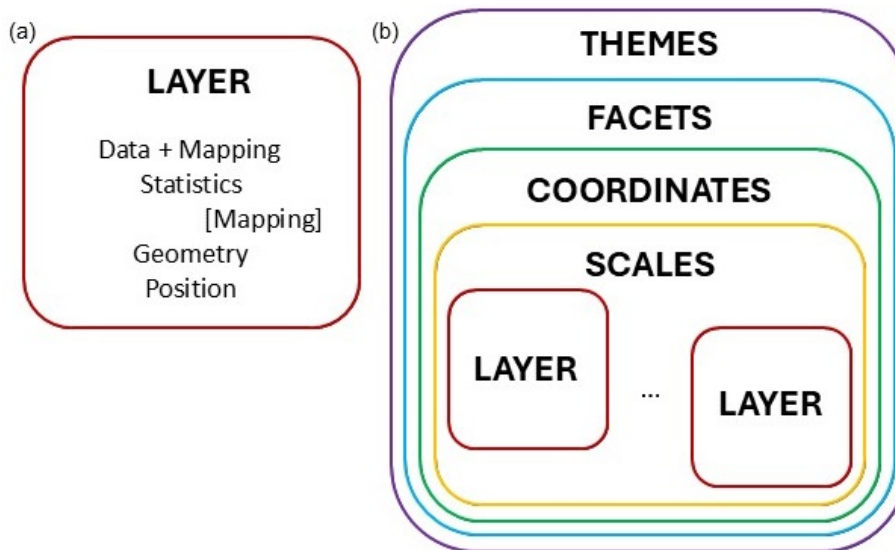 (a)
LAYER
Data + Mapping
Statistics
[Mapping]
Geometry
Position
(b)
THEMES
FACETS
COORDINATES
SCALES
LAYER
...
LAYER